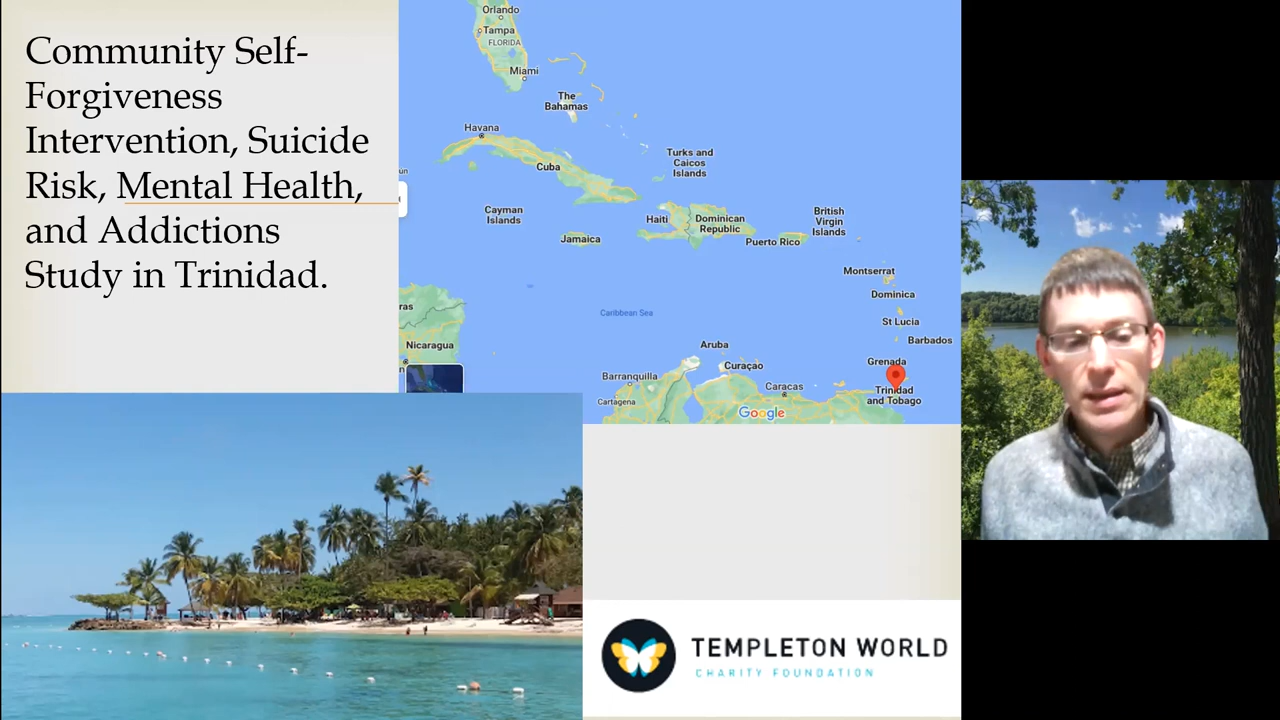 Community Self-
Forgiveness
Intervention, Suicide
Risk, Mental Health,
and Addictions
Study in Trinidad.
Orlando
Tampa
FLORIDA
Miami
The
Bahamas
Havana
Cuba
Turks and
Caicos
Islands
Cayman
Islands
Haiti
Dominican
Republic
British
Virgin
Islands
Jamaica
Puerto Rico
Montserrat
Dominica
ras
Caribbean Sea
St Lucia
Barbados
Nicaragua
Aruba
Grenada
Curaçao
Barranquilla
Caracas
Trinidad
and Tobago
Cartagena
Google
TEMPLETON WORLD
CHARITY FOUNDATION